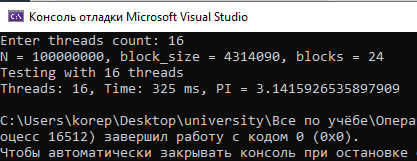 Консоль отладки Microsoft Visual Studio
Enter threads count: 16
N = 100000000, block_size = 4314090, blocks = 24
Testing with 16 threads
Threads: 16, Time: 325 ms, PI = 3.1415926535897909
C:\Users\korep\Desktop\university\Все по учёбе\Опера
оцесс 16512) завершил работу с кодом 0 (0x0).
Чтобы автоматически закрывать консоль при остановке